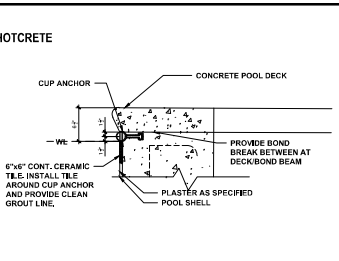 HOTCRETE
CUP ANCHOR
CONCRETE POOL DECK
WL
PROVIDE BOND
BREAK BETWEEN AT
DECK/BOND BEAM
6"x6" CONT. CERAMIC
TILE. INSTALL TILE
AROUND CUP ANCHOR
AND PROVIDE CLEAN
GROUT LINE.
PLASTER AS SPECIFIED
POOL SHELL